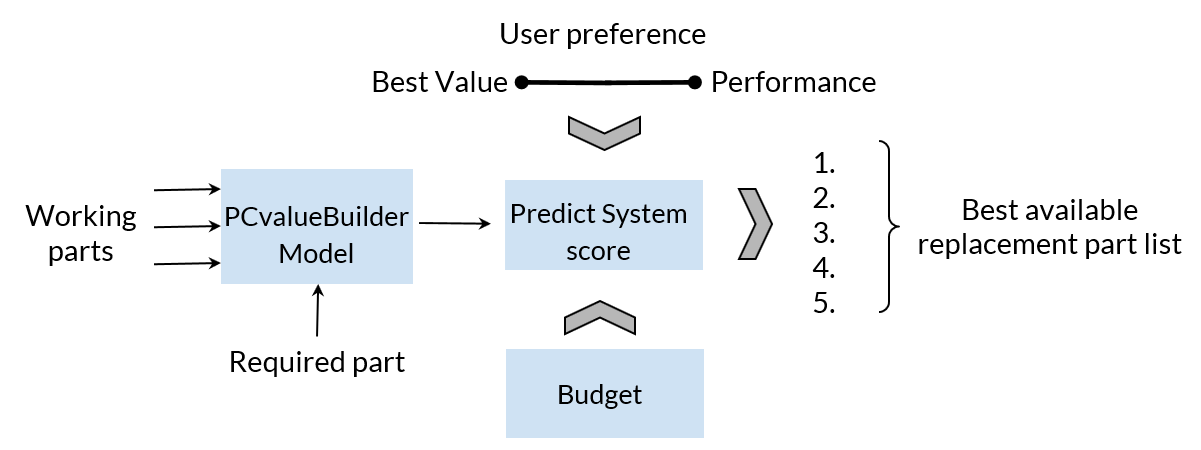 User preference
Best Value
Performance
Working
parts
PCvalueBuilder
Model
Required part
Predict System
score
Budget
1.
2.
3.
4.
5.
Best available
replacement part list